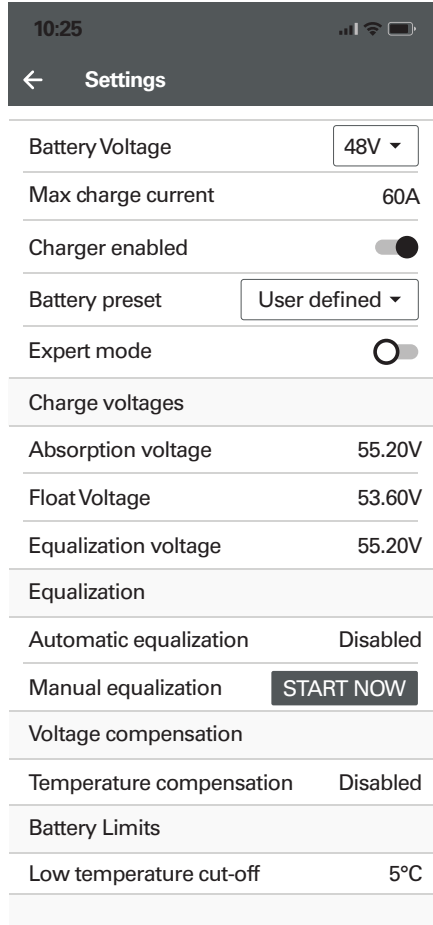 10:25
Settings
Battery Voltage 48V
Max charge current 60A
Charger enabled
Battery preset User defined
Expert mode
Charge voltages
Absorption voltage 55.20V
Float Voltage 53.60V
Equalization voltage 55.20V
Equalization
Automatic equalization Disabled
Manual equalization START NOW
Voltage compensation
Temperature compensation Disabled
Battery Limits
Low temperature cut-off 5°C